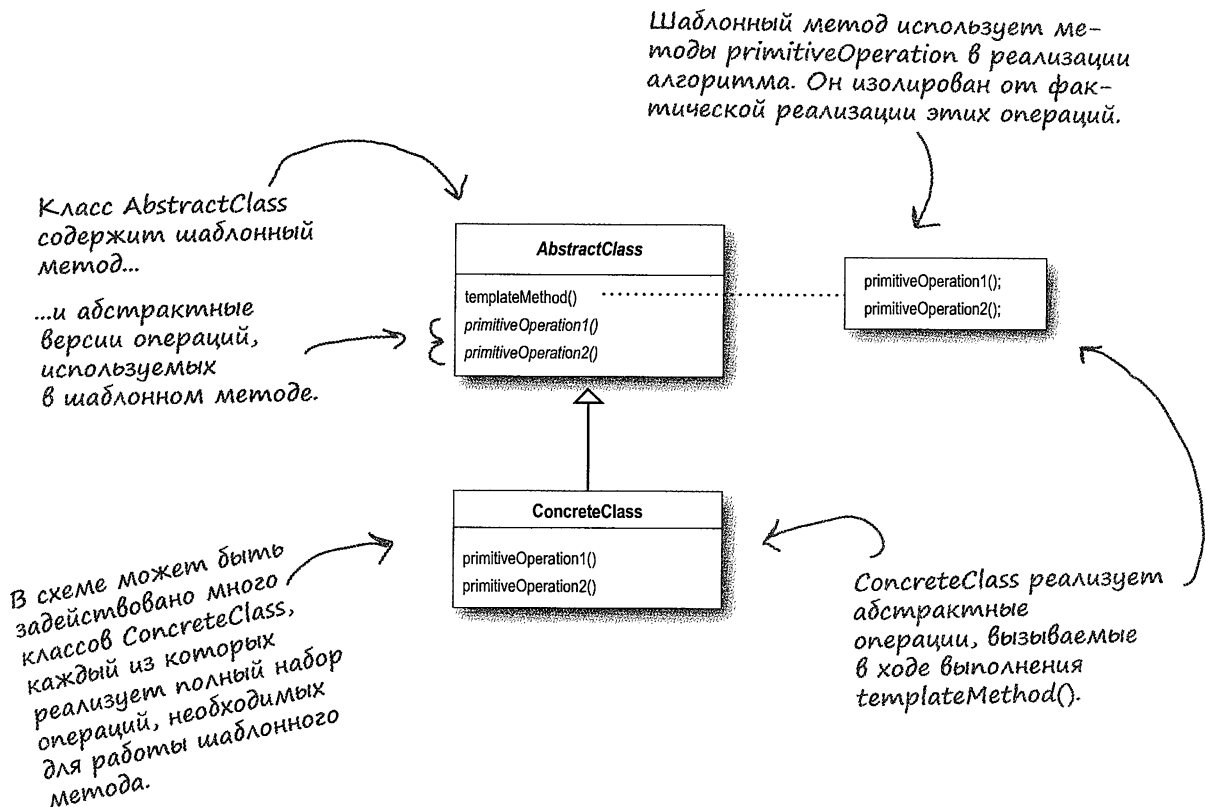 Шаблонный метод использует ме-
тоды primitiveOperation в реализации
алгоритма. Он изолирован от фак-
тической реализации этих операций.
Класс AbstractClass
содержит шаблонный
метод...
...и абстрактные
версии операций,
используемых
в шаблонном методе.
AbstractClass
templateMethod()
primitiveOperation1()
primitiveOperation2()
primitiveOperation1();
primitiveOperation2();
ConcreteClass
primitiveOperation1()
primitiveOperation2()
В схеме может быть
задействовано много
классов ConcreteClass,
каждый из которых
реализует полный набор
операций, необходимых
для работы шаблонного
метода.
ConcreteClass реализует
абстрактные
операции, вызываемые
в ходе выполнения
templateMethod().